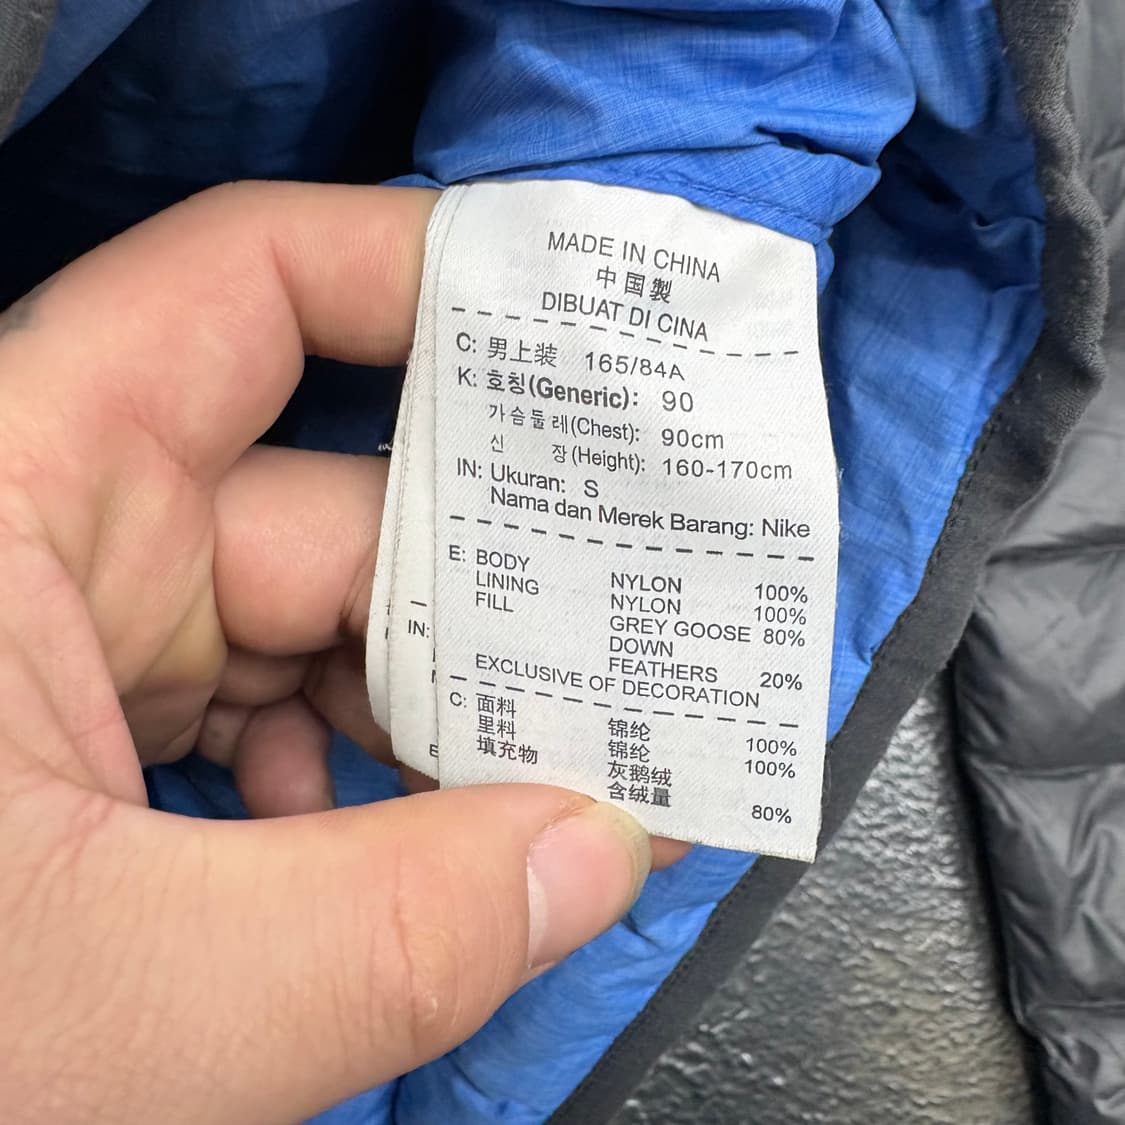 MADE IN CHINA
中国製
DIBUAT DI CINA
C: 男上装 165/84A
K: 호칭(Generic): 90
가슴둘레(Chest): 90cm
신 장(Height): 160-170cm
IN: Ukuran: S
Nama dan Merek Barang: Nike
E: BODY NYLON 100%
LINING NYLON 100%
FILL GREY GOOSE 80%
DOWN
FEATHERS 20%
EXCLUSIVE OF DECORATION
C: 面料 锦纶 100%
里料 锦纶 100%
填充物 灰鹅绒
含绒量 80%
IN:
E